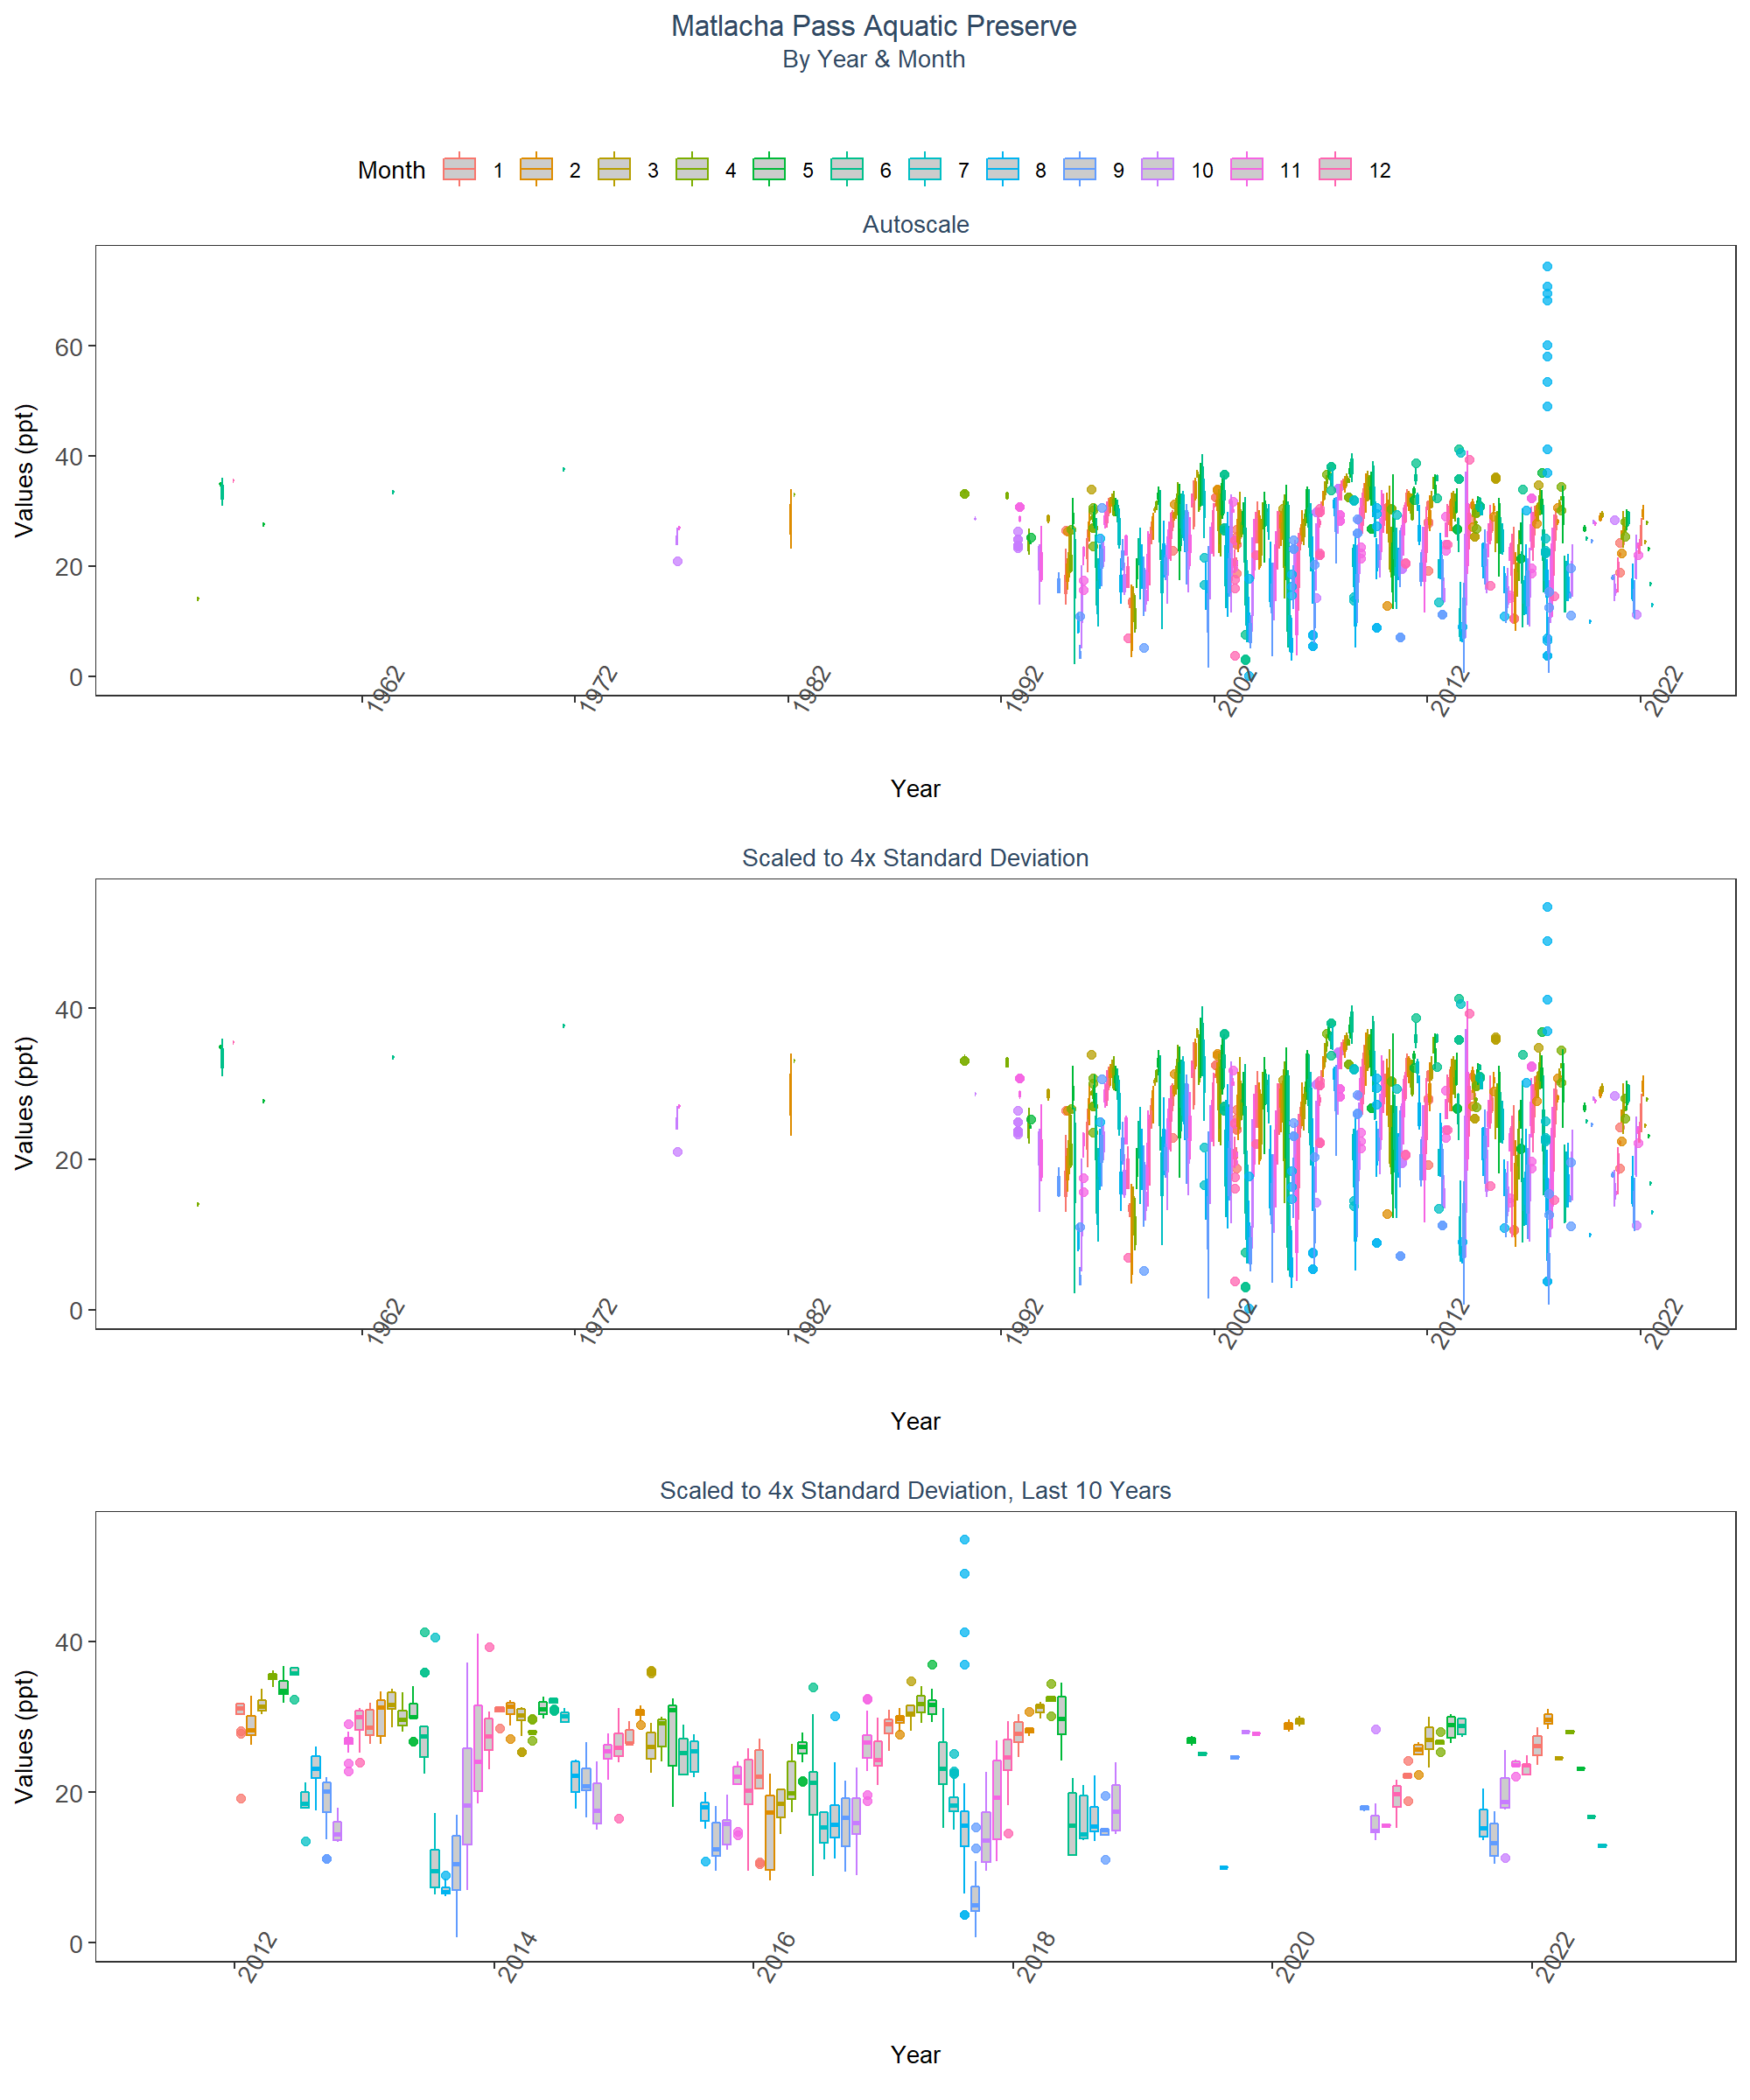 Matlacha Pass Aquatic Preserve
By Year & Month
Month 1 2 3 4 5 6 7 8 9 10 11 12
Autoscale
Values (ppt)
60
40
20
0
1962 1972 1982 1992 2002 2012 2022
Year
Scaled to 4x Standard Deviation
Values (ppt)
40
20
0
1962 1972 1982 1992 2002 2012 2022
Year
Scaled to 4x Standard Deviation, Last 10 Years
Values (ppt)
40
20
0
2012 2014 2016 2018 2020 2022
Year